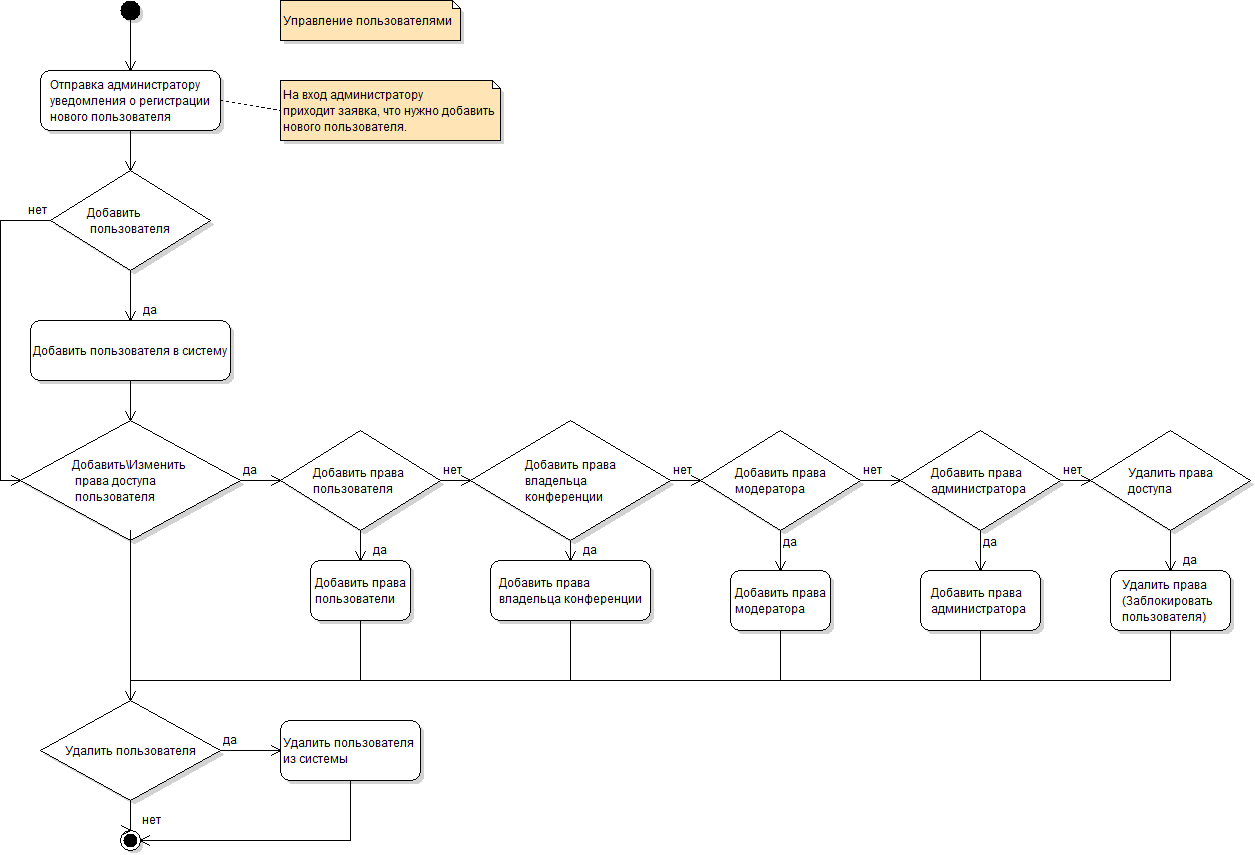 Управление пользователями
Отправка администратору
уведомления о регистрации
нового пользователя
На вход администратору
приходит заявка, что нужно добавить
нового пользователя.
нет
Добавить
пользователя
да
Добавить пользователя в систему
Добавить\Изменить
права доступа
пользователя
да
Добавить права
пользователя
нет
Добавить права
владельца
конференции
нет
Добавить права
модератора
нет
Добавить права
администратора
нет
Удалить права
доступа
да
да
да
да
да
Добавить права
пользователи
Добавить права
владельца конференции
Добавить права
модератора
Добавить права
администратора
Удалить права
(Заблокировать
пользователя)
Удалить пользователя
да
Удалить пользователя
из системы
нет